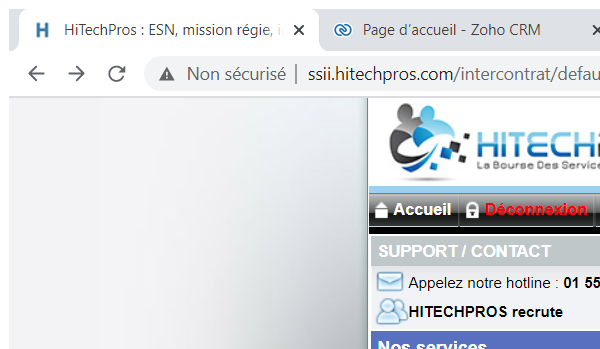 HiTechPros : ESN, mission régie, i
Page d'accueil - Zoho CRM
Non sécurisé | ssii.hitechpros.com/intercontrat/defau
HITECH
La Bourse Des Service
Accueil
Déconnexion
SUPPORT / CONTACT
Appelez notre hotline : 01 55
HITECHPROS recrute
Nos services